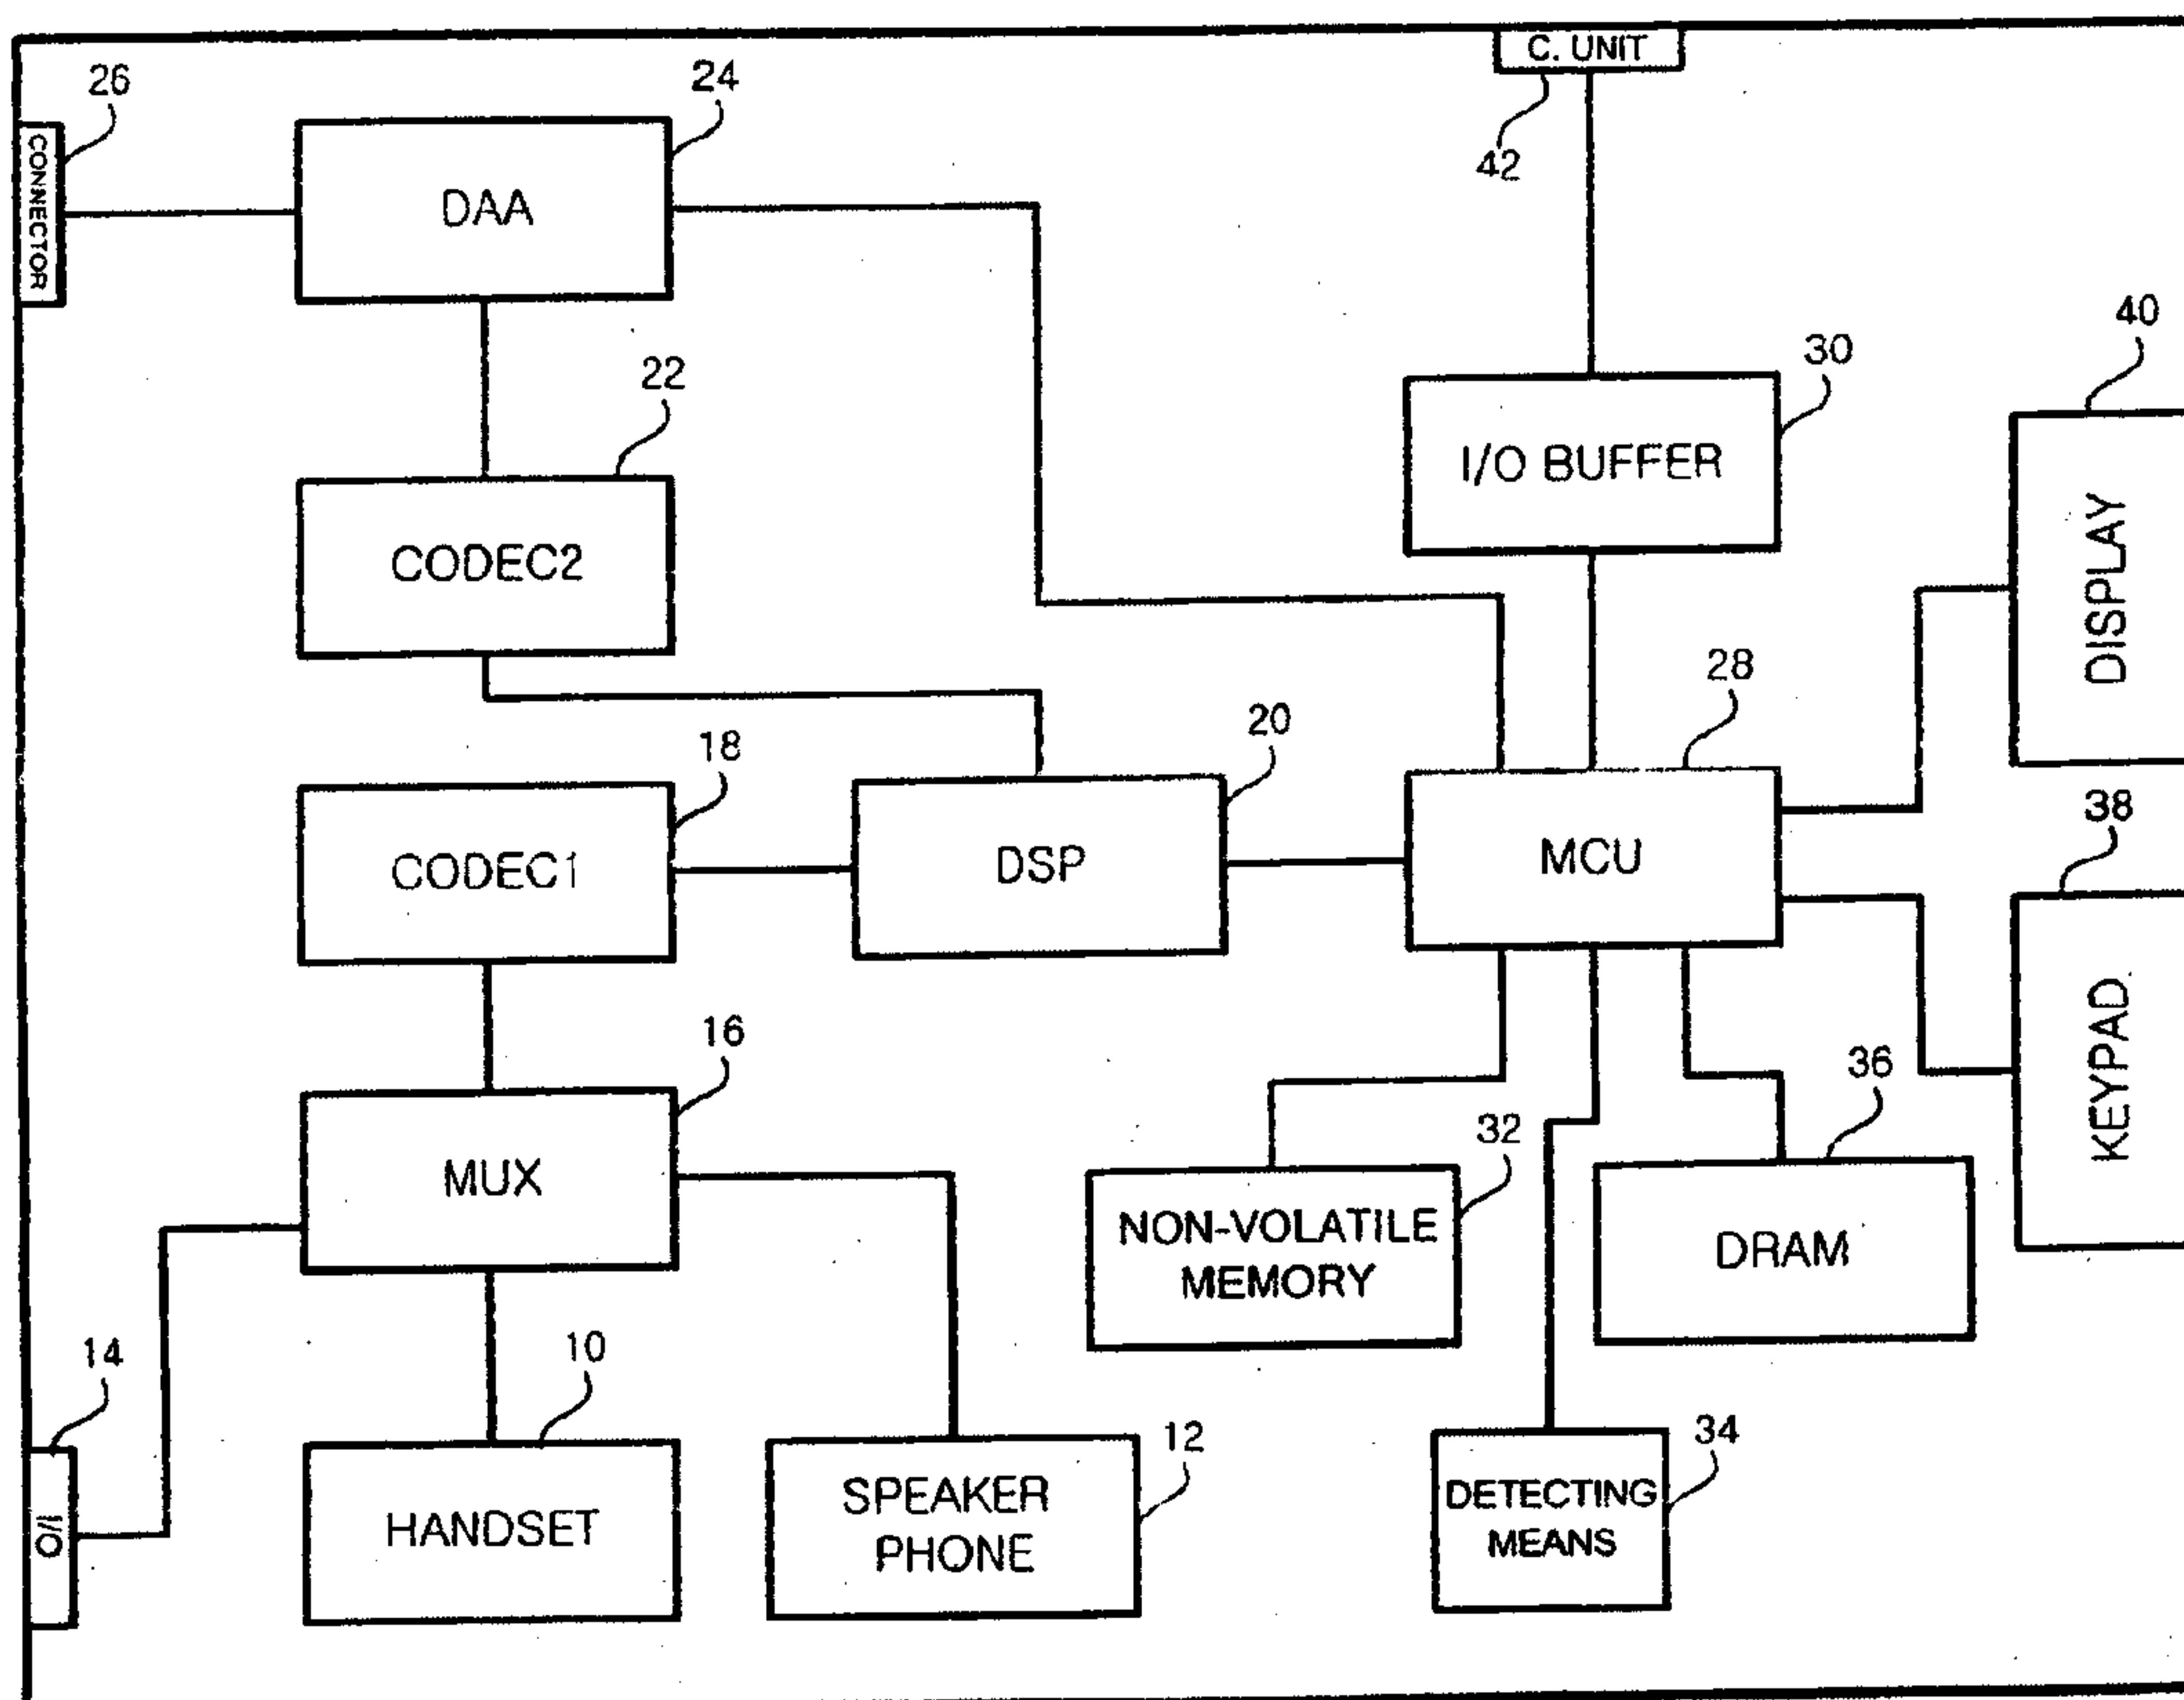 C. UNIT
42
26
CONNECTOR
24
DAA
40
DISPLAY
30
I/O BUFFER
22
CODEC2
28
MCU
20
DSP
18
CODEC1
38
KEYPAD
16
MUX
36
DRAM
32
NON-VOLATILE
MEMORY
14
I/O
10
HANDSET
12
SPEAKER
PHONE
34
DETECTING
MEANS